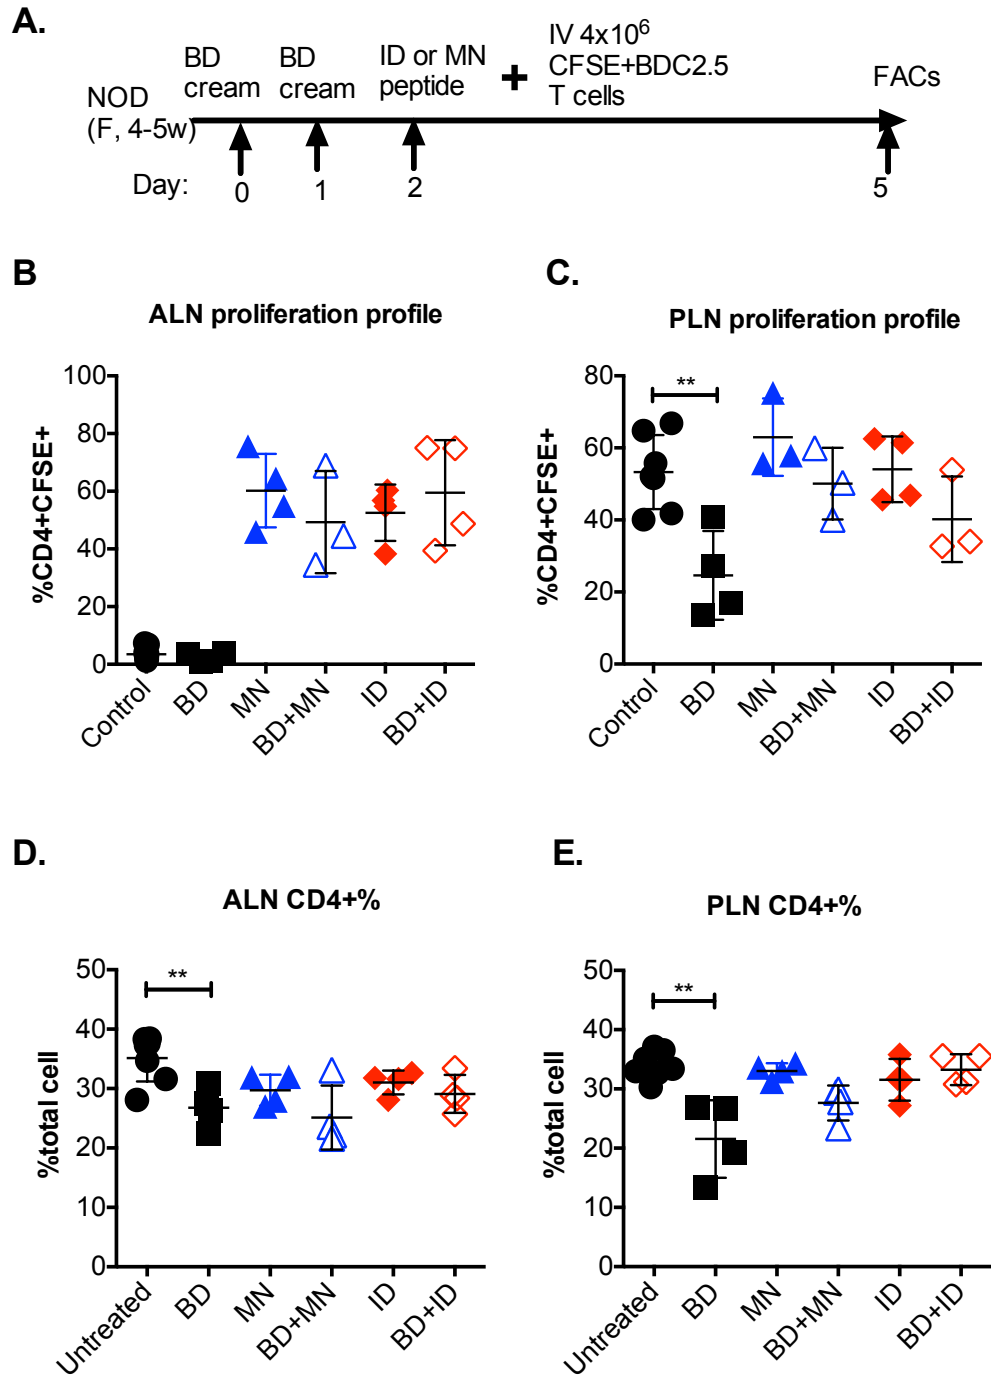 A.
NOD
(F, 4-5w)
BD
cream
BD
cream
ID or MN
peptide
+
IV 4x10⁶
CFSE+BDC2.5
T cells
FACs
Day:
0
1
2
5
B
ALN proliferation profile
%CD4+CFSE+
100
80
60
40
20
0
Control
BD
MN
BD+MN
ID
BD+ID
C.
PLN proliferation profile
**
%CD4+CFSE+
80
60
40
20
0
Control
BD
MN
BD+MN
ID
BD+ID
D.
ALN CD4+%
**
%total cell
50
40
30
20
10
0
Untreated
BD
MN
BD+MN
ID
BD+ID
E.
PLN CD4+%
**
%total cell
50
40
30
20
10
0
Untreated
BD
MN
BD+MN
ID
BD+ID